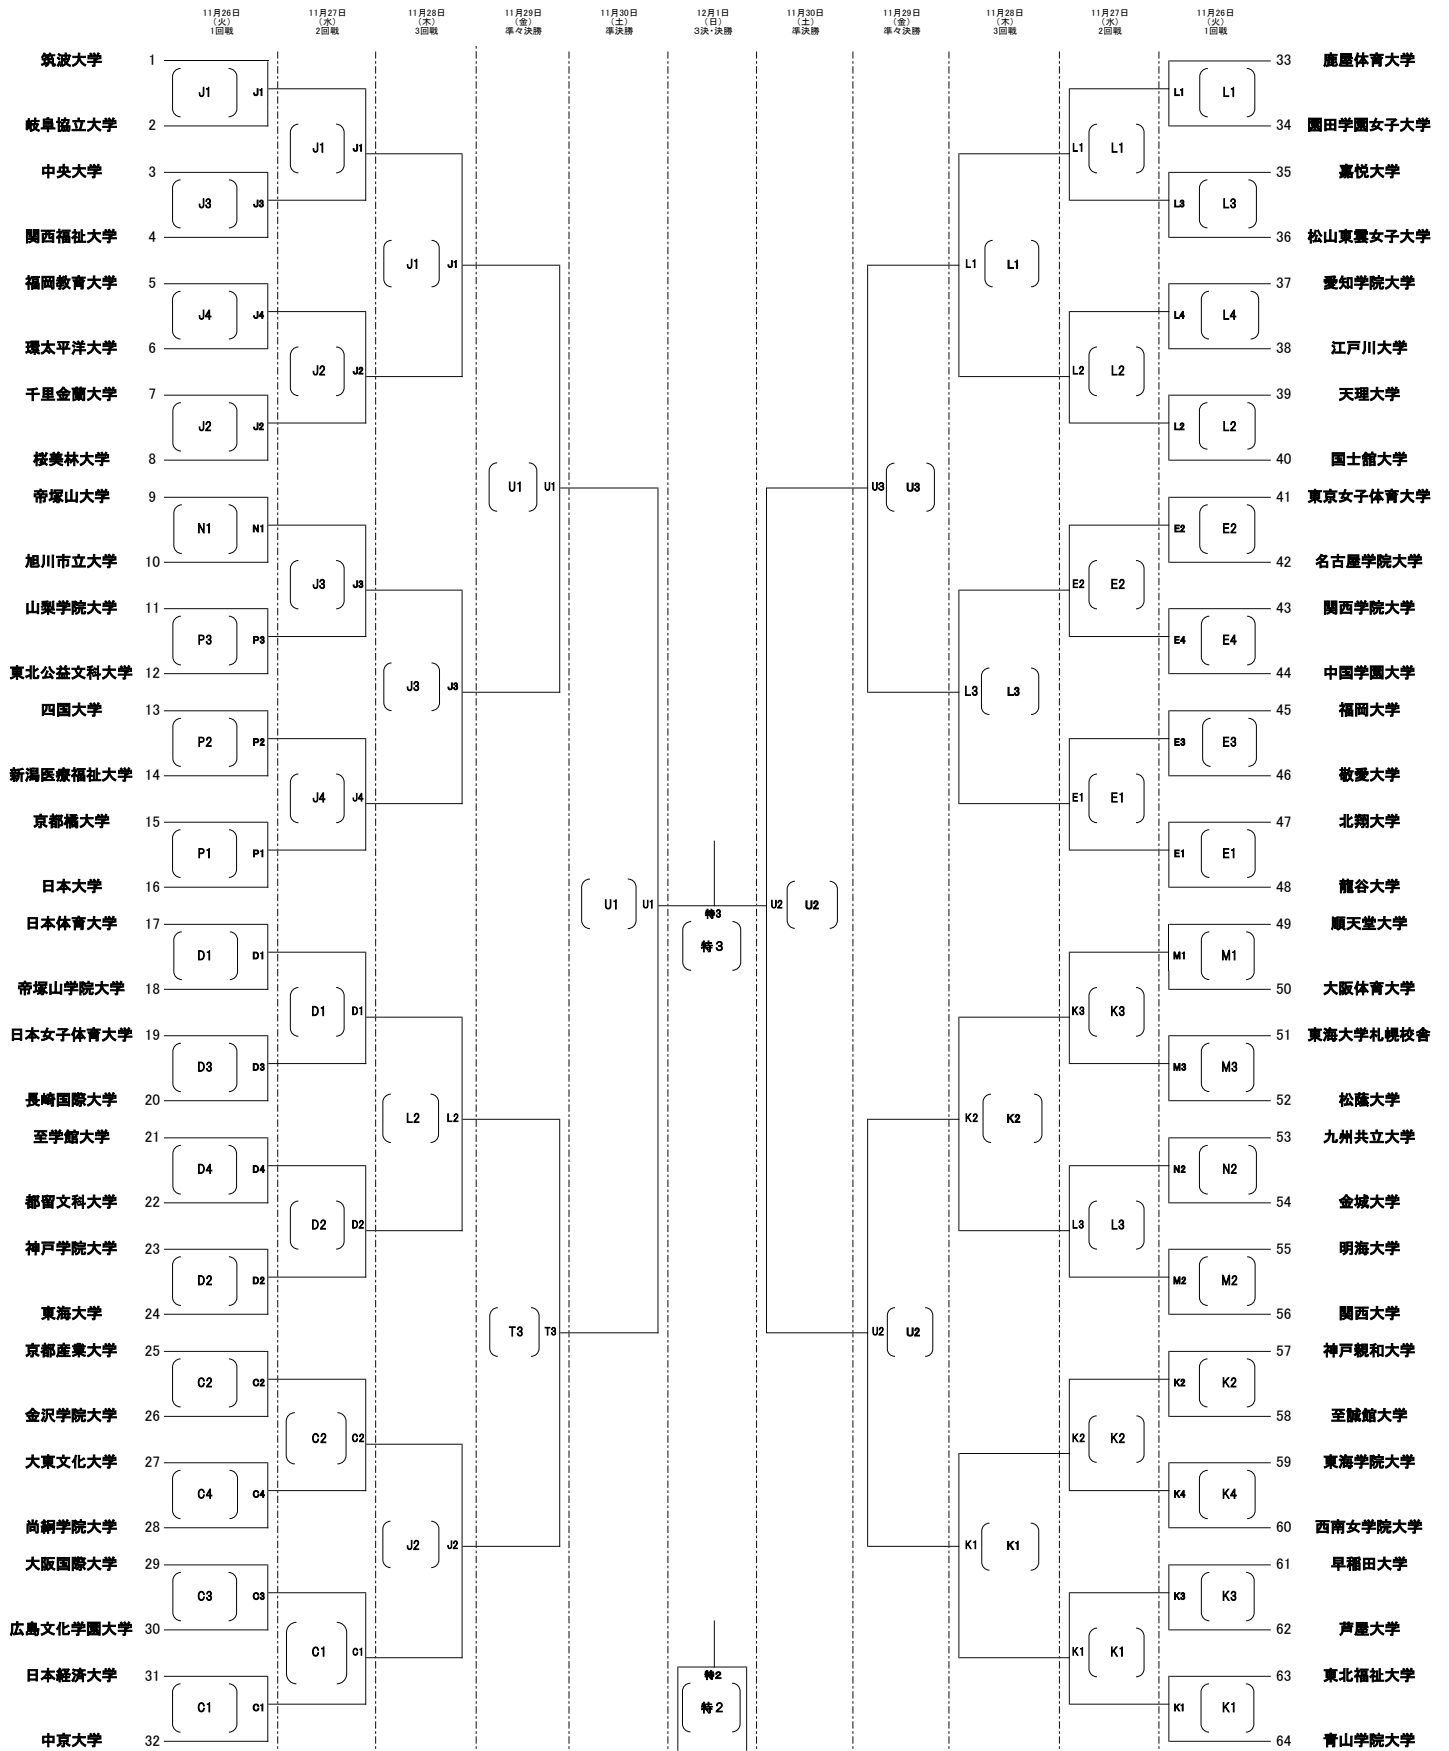 11月26日 11月27日 11月28日 11月29日 11月30日 12月1日 11月30日 11月29日 11月28日 11月27日 11月26日
（火） （水） （木） （金） （土） （日） （土） （金） （木） （水） （火）
1回戦 2回戦 3回戦 準々決勝 準決勝 3決・決勝 準決勝 準々決勝 3回戦 2回戦 1回戦
筑波大学 1 33 鹿屋体育大学
J1 J1 L1 L1
岐阜協立大学 2 34 園田学園女子大学
J1 J1 L1 L1
中央大学 3 35 嘉悦大学
J3 J3 L3 L3
関西福祉大学 4 36 松山東雲女子大学
J1 J1 L1 L1
福岡教育大学 5 37 愛知学院大学
J4 J4 L4 L4
環太平洋大学 6 38 江戸川大学
J2 J2 L2 L2
千里金蘭大学 7 39 天理大学
J2 J2 L2 L2
桜美林大学 8 40 国士舘大学
U1 U1 U3 U3
帝塚山大学 9 41 東京女子体育大学
N1 N1 E2 E2
旭川市立大学 10 42 名古屋学院大学
J3 J3 E2 E2
山梨学院大学 11 43 関西学院大学
P3 P3 E4 E4
東北公益文科大学 12 44 中国学園大学
J3 J3 L3 L3
四国大学 13 45 福岡大学
P2 P2 E3 E3
新潟医療福祉大学 14 46 敬愛大学
J4 J4 E1 E1
京都橘大学 15 47 北翔大学
P1 P1 E1 E1
日本大学 16 48 龍谷大学
U1 U1 特3 U2 U2
日本体育大学 17 49 順天堂大学
D1 D1 特３ M1 M1
帝塚山学院大学 18 50 大阪体育大学
D1 D1 K3 K3
日本女子体育大学 19 51 東海大学札幌校舎
D3 D3 M3 M3
長崎国際大学 20 52 松蔭大学
L2 L2 K2 K2
至学館大学 21 53 九州共立大学
D4 D4 N2 N2
都留文科大学 22 54 金城大学
D2 D2 L3 L3
神戸学院大学 23 55 明海大学
D2 D2 M2 M2
東海大学 24 56 関西大学
T3 T3 U2 U2
京都産業大学 25 57 神戸親和大学
C2 C2 K2 K2
金沢学院大学 26 58 至誠館大学
C2 C2 K2 K2
大東文化大学 27 59 東海学院大学
C4 C4 K4 K4
尚絅学院大学 28 60 西南女学院大学
J2 J2 K1 K1
大阪国際大学 29 61 早稲田大学
C3 C3 K3 K3
広島文化学園大学 30 62 芦屋大学
C1 C1 K1 K1
日本経済大学 31 特2 63 東北福祉大学
C1 C1 特２ K1 K1
中京大学 32 64 青山学院大学